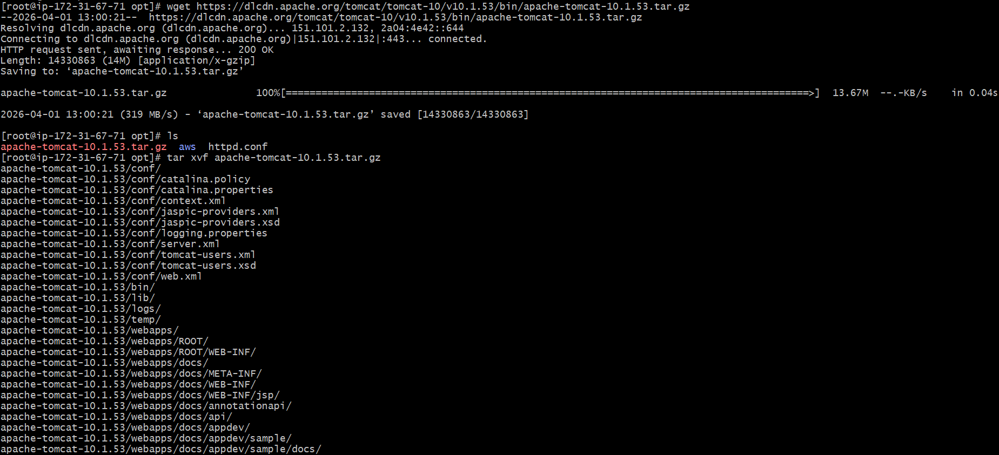 [root@ip-172-31-67-71 opt]# wget https://dlcdn.apache.org/tomcat/tomcat-10/v10.1.53/bin/apache-tomcat-10.1.53.tar.gz
--2026-04-01 13:00:21--  https://dlcdn.apache.org/tomcat/tomcat-10/v10.1.53/bin/apache-tomcat-10.1.53.tar.gz
Resolving dlcdn.apache.org (dlcdn.apache.org)... 151.101.2.132, 2a04:4e42::644
Connecting to dlcdn.apache.org (dlcdn.apache.org)|151.101.2.132|:443... connected.
HTTP request sent, awaiting response... 200 OK
Length: 14330863 (14M) [application/x-gzip]
Saving to: ‘apache-tomcat-10.1.53.tar.gz’
apache-tomcat-10.1.53.tar.gz               100%[========================================================================================>]  13.67M  --.-KB/s    in 0.04s
2026-04-01 13:00:21 (319 MB/s) - ‘apache-tomcat-10.1.53.tar.gz’ saved [14330863/14330863]
[root@ip-172-31-67-71 opt]# ls
apache-tomcat-10.1.53.tar.gz  aws  httpd.conf
[root@ip-172-31-67-71 opt]# tar xvf apache-tomcat-10.1.53.tar.gz
apache-tomcat-10.1.53/conf/
apache-tomcat-10.1.53/conf/catalina.policy
apache-tomcat-10.1.53/conf/catalina.properties
apache-tomcat-10.1.53/conf/context.xml
apache-tomcat-10.1.53/conf/jaspic-providers.xml
apache-tomcat-10.1.53/conf/jaspic-providers.xsd
apache-tomcat-10.1.53/conf/logging.properties
apache-tomcat-10.1.53/conf/server.xml
apache-tomcat-10.1.53/conf/tomcat-users.xml
apache-tomcat-10.1.53/conf/tomcat-users.xsd
apache-tomcat-10.1.53/conf/web.xml
apache-tomcat-10.1.53/bin/
apache-tomcat-10.1.53/lib/
apache-tomcat-10.1.53/logs/
apache-tomcat-10.1.53/temp/
apache-tomcat-10.1.53/webapps/
apache-tomcat-10.1.53/webapps/ROOT/
apache-tomcat-10.1.53/webapps/ROOT/WEB-INF/
apache-tomcat-10.1.53/webapps/docs/
apache-tomcat-10.1.53/webapps/docs/META-INF/
apache-tomcat-10.1.53/webapps/docs/WEB-INF/
apache-tomcat-10.1.53/webapps/docs/WEB-INF/jsp/
apache-tomcat-10.1.53/webapps/docs/annotationapi/
apache-tomcat-10.1.53/webapps/docs/api/
apache-tomcat-10.1.53/webapps/docs/appdev/
apache-tomcat-10.1.53/webapps/docs/appdev/sample/
apache-tomcat-10.1.53/webapps/docs/appdev/sample/docs/